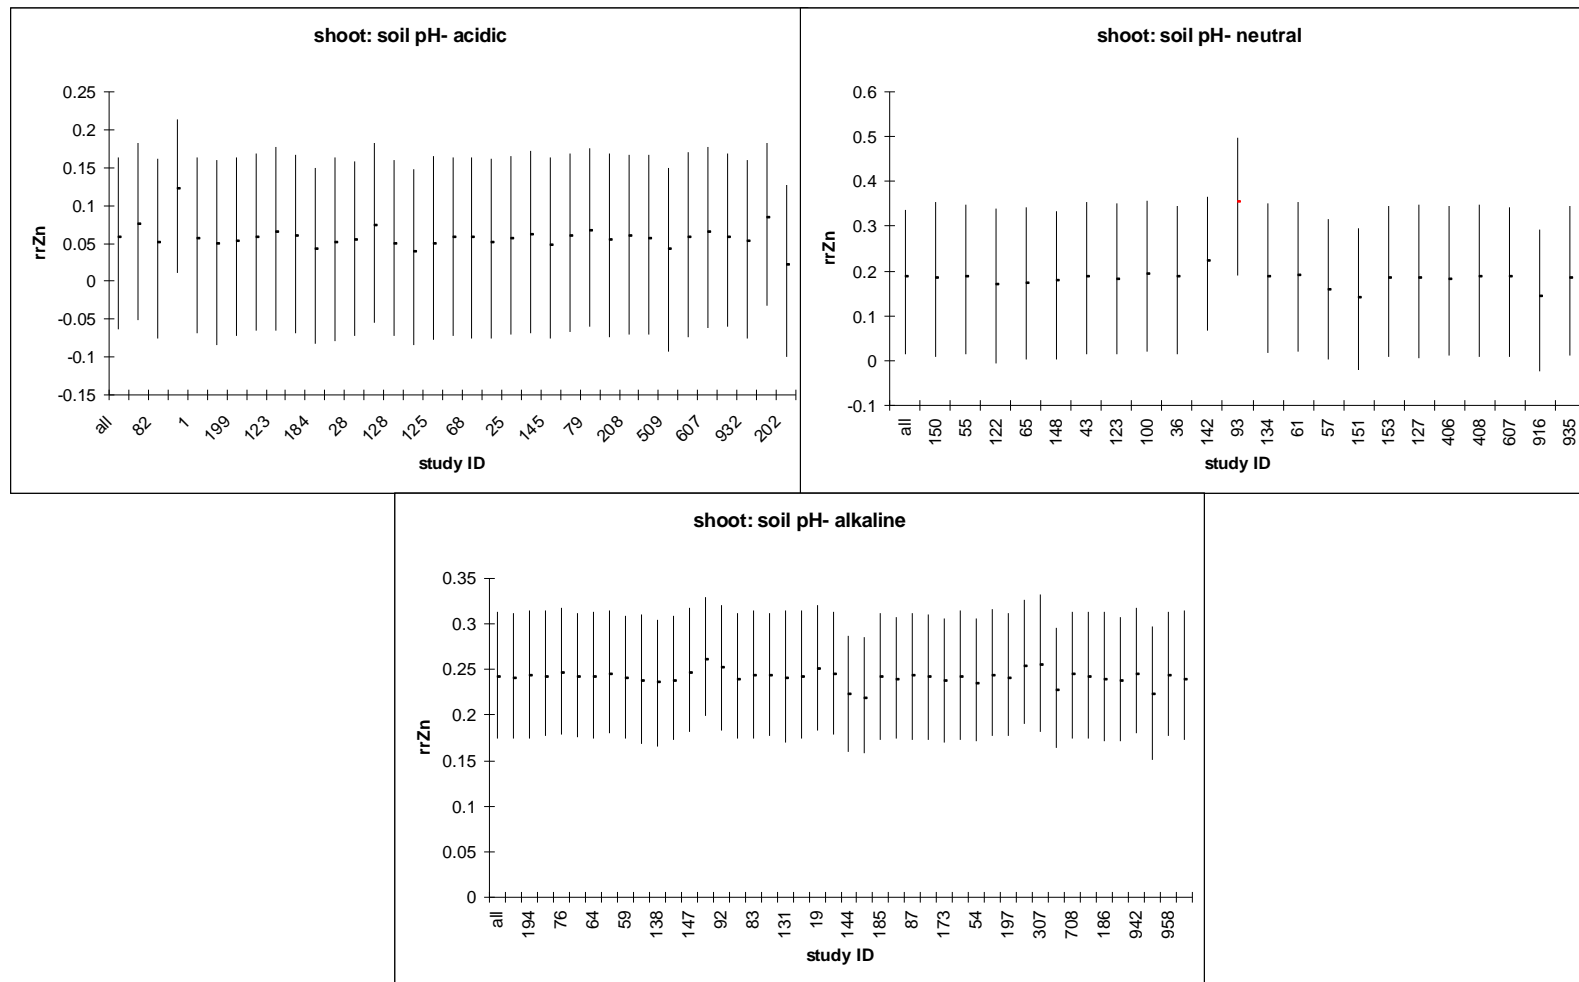 shoot: soil pH- acidic
0.25
0.2
0.15
0.1
0.05
0
-0.05
-0.1
-0.15
rrZn
all 82 1 199 123 184 28 128 125 68 25 145 79 208 509 607 932 202
study ID
shoot: soil pH- neutral
0.6
0.5
0.4
0.3
0.2
0.1
0
-0.1
rrZn
all 150 55 122 65 148 43 123 100 36 142 93 134 61 57 151 153 127 406 408 607 916 935
study ID
shoot: soil pH- alkaline
0.35
0.3
0.25
0.2
0.15
0.1
0.05
0
rrZn
all 194 76 64 59 138 147 92 83 131 19 144 185 87 173 54 197 307 708 186 942 958
study ID